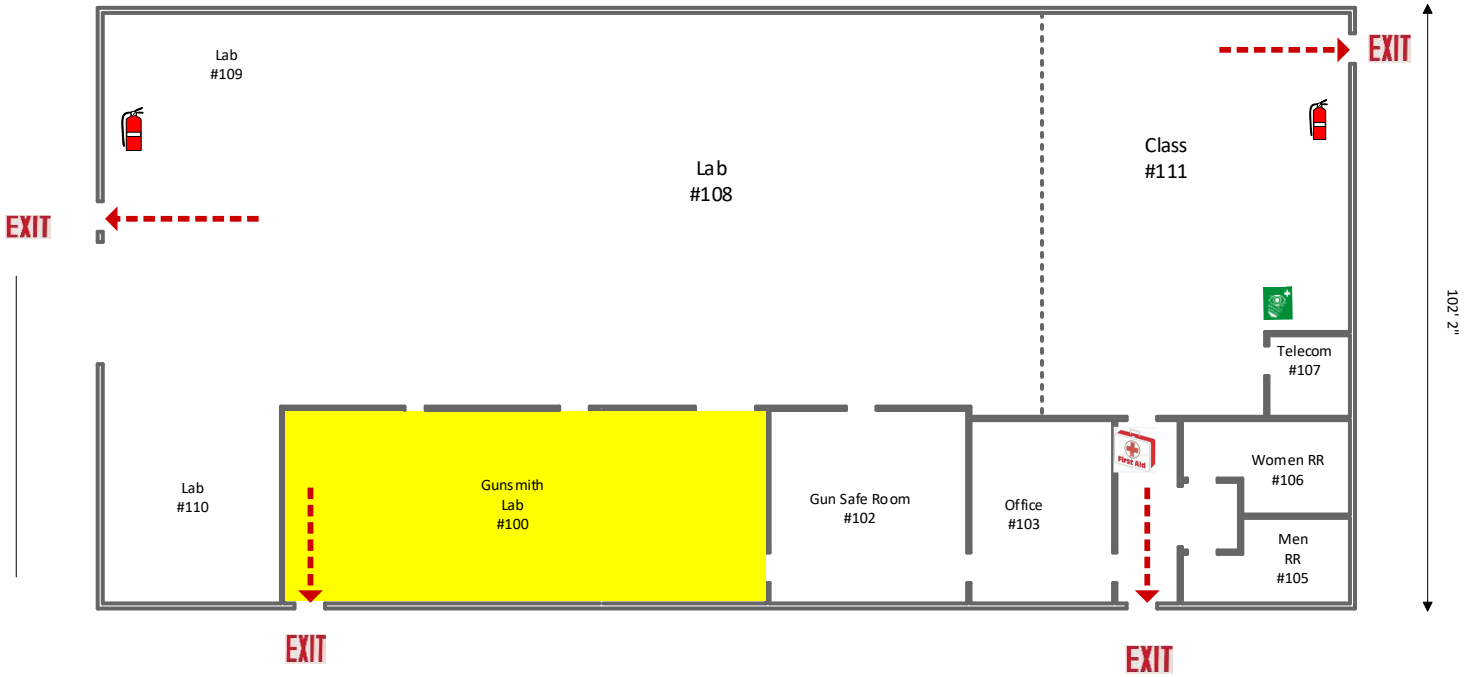 Lab
#109
EXIT
Class
#111
Lab
#108
EXIT
102' 2"
Telecom
#107
First Aid
Women RR
#106
Lab
#110
Gunsmith
Lab
#100
Gun Safe Room
#102
Office
#103
Men
RR
#105
EXIT
EXIT